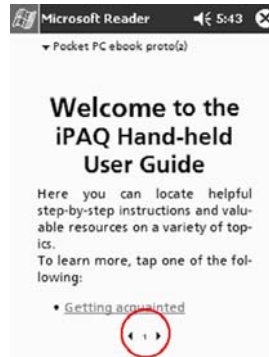 Microsoft Reader 5:43
Pocket PC ebook proto(2)
Welcome to the
iPAQ Hand-held
User Guide
Here you can locate helpful
step-by-step instructions and valu-
able resources on a variety of top-
ics.
To learn more, tap one of the fol-
lowing:
• Getting acquainted
1